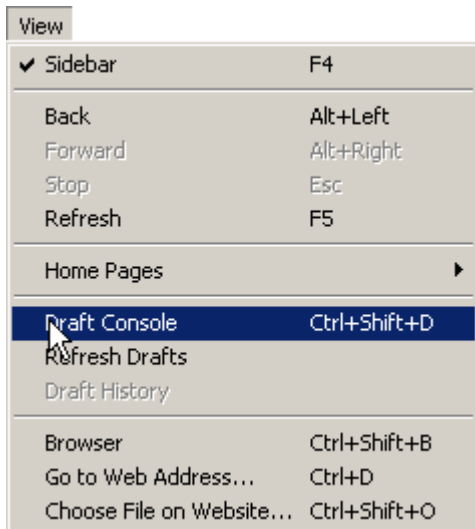 View
Sidebar F4
Back Alt+Left
Forward Alt+Right
Stop Esc
Refresh F5
Home Pages
Draft Console Ctrl+Shift+D
Refresh Drafts
Draft History
Browser Ctrl+Shift+B
Go to Web Address... Ctrl+D
Choose File on Website... Ctrl+Shift+O